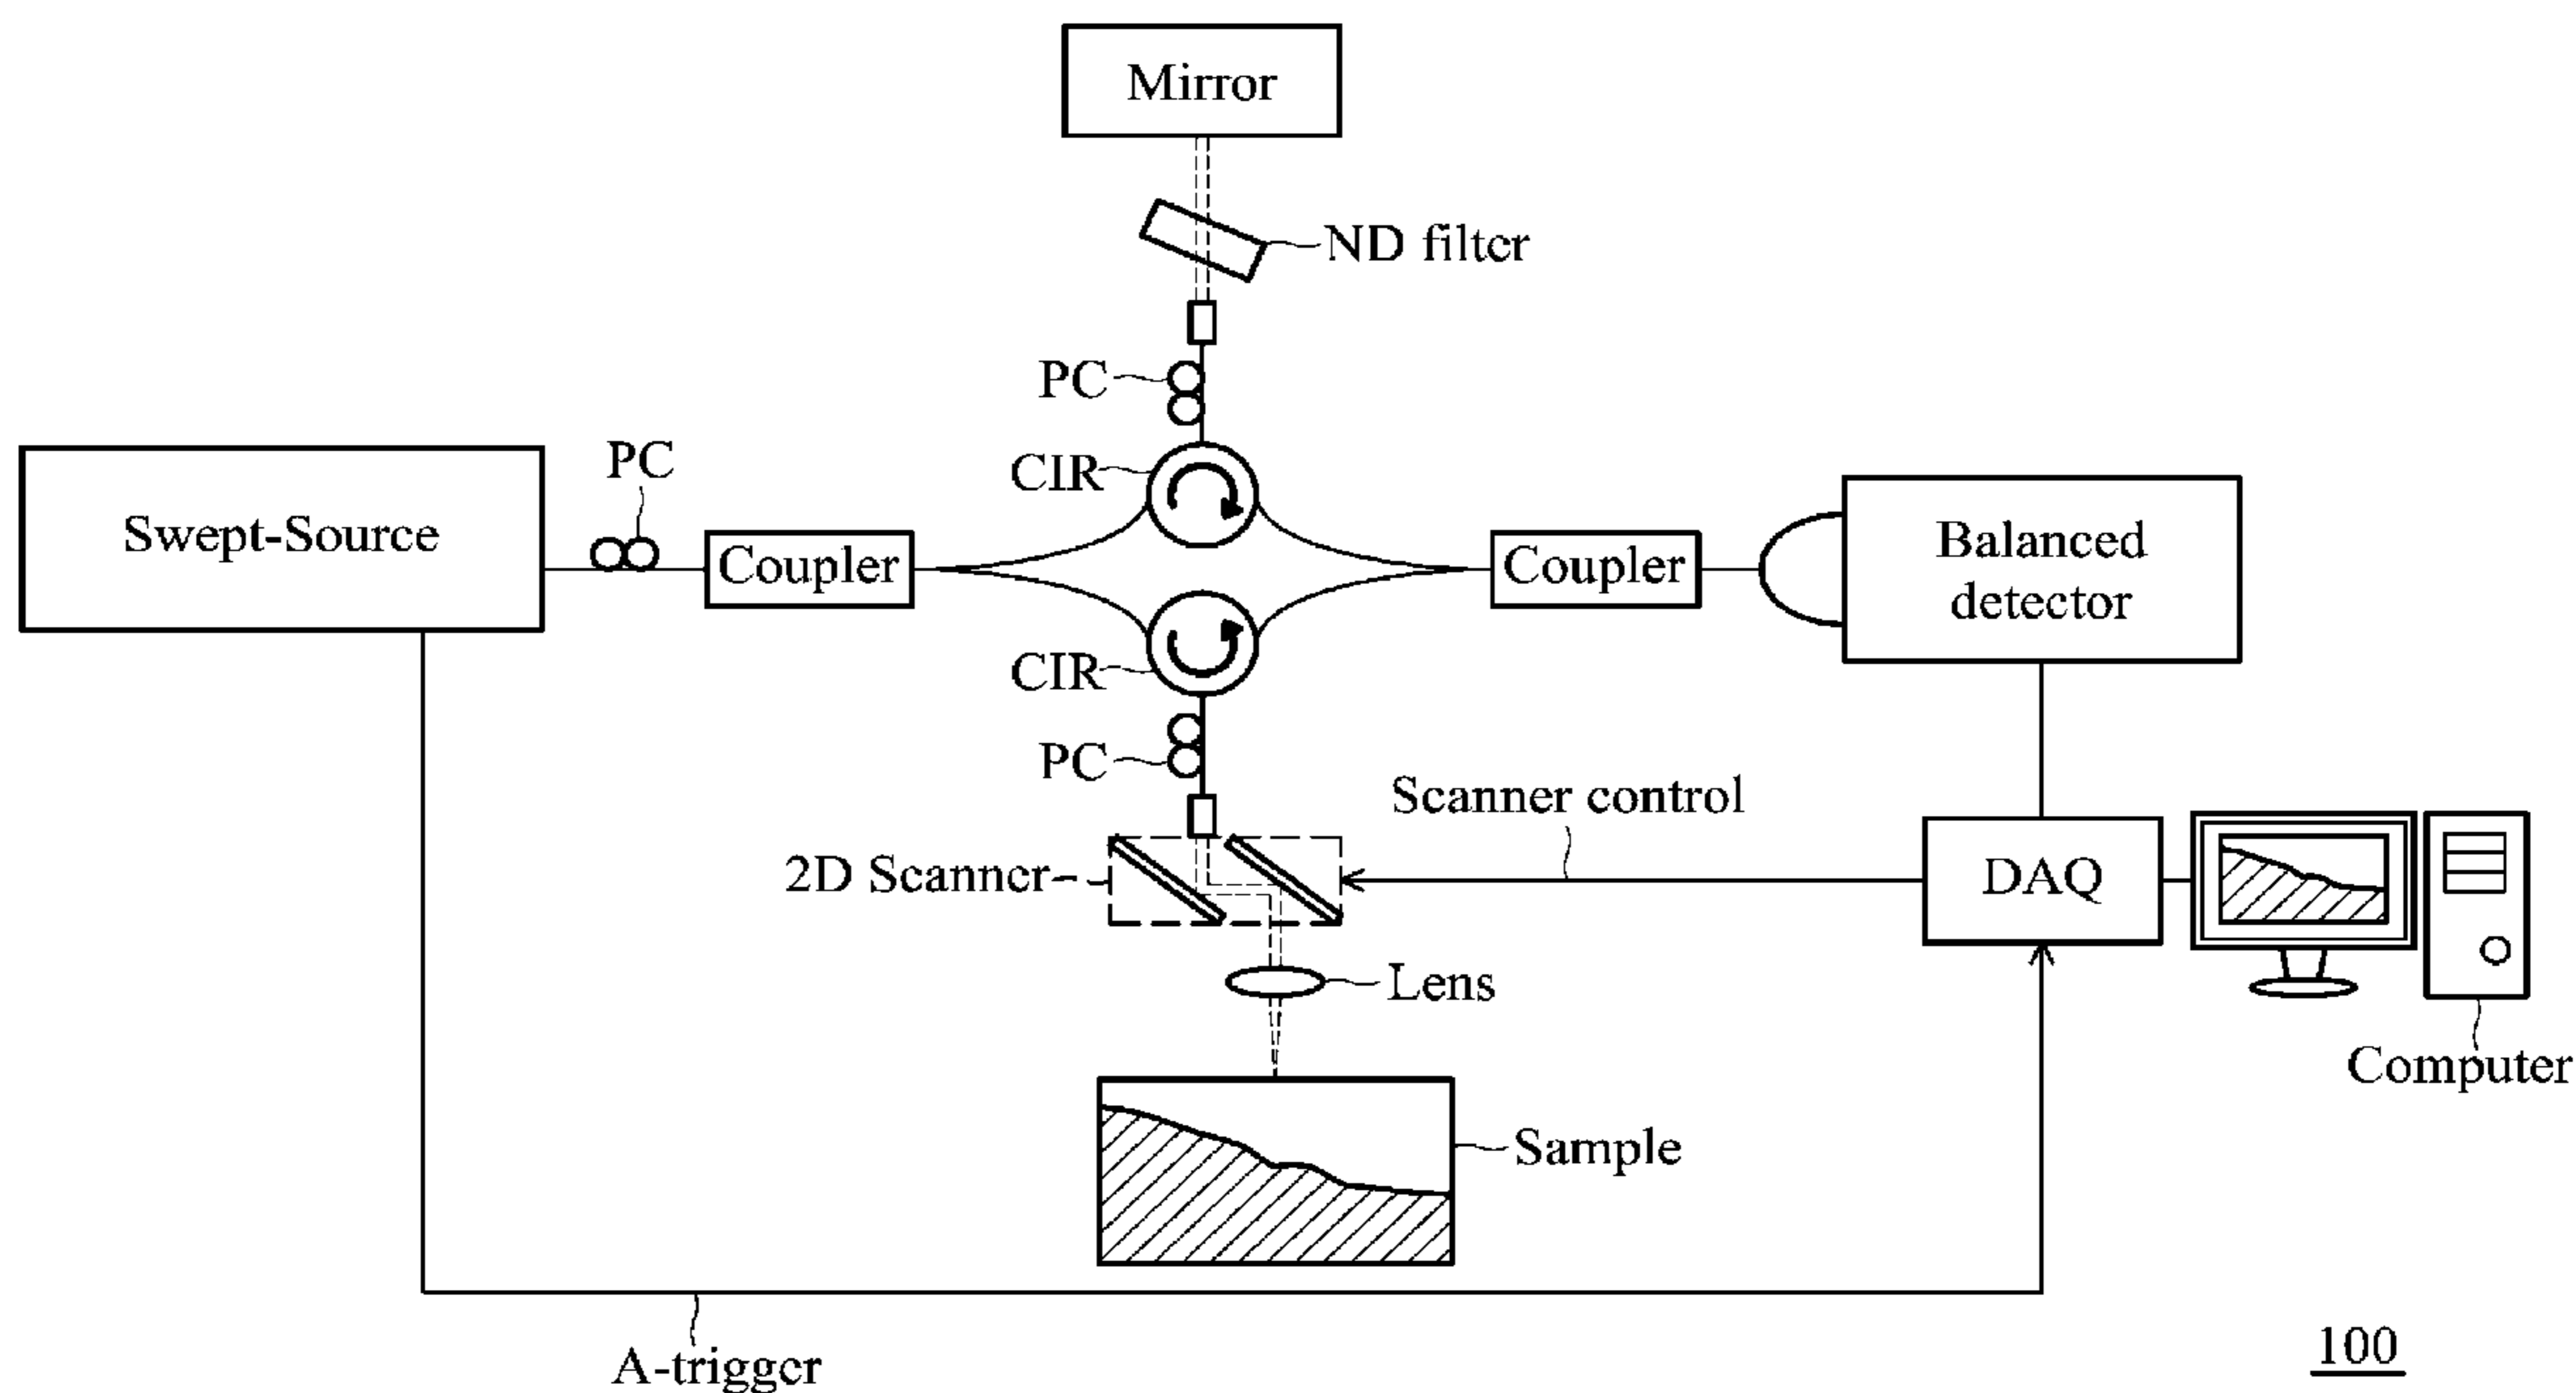 Mirror
ND filter
PC
CIR
PC
Swept-Source
Coupler
Coupler
Balanced
detector
CIR
PC
Scanner control
2D Scanner
DAQ
Lens
Computer
Sample
A-trigger
100